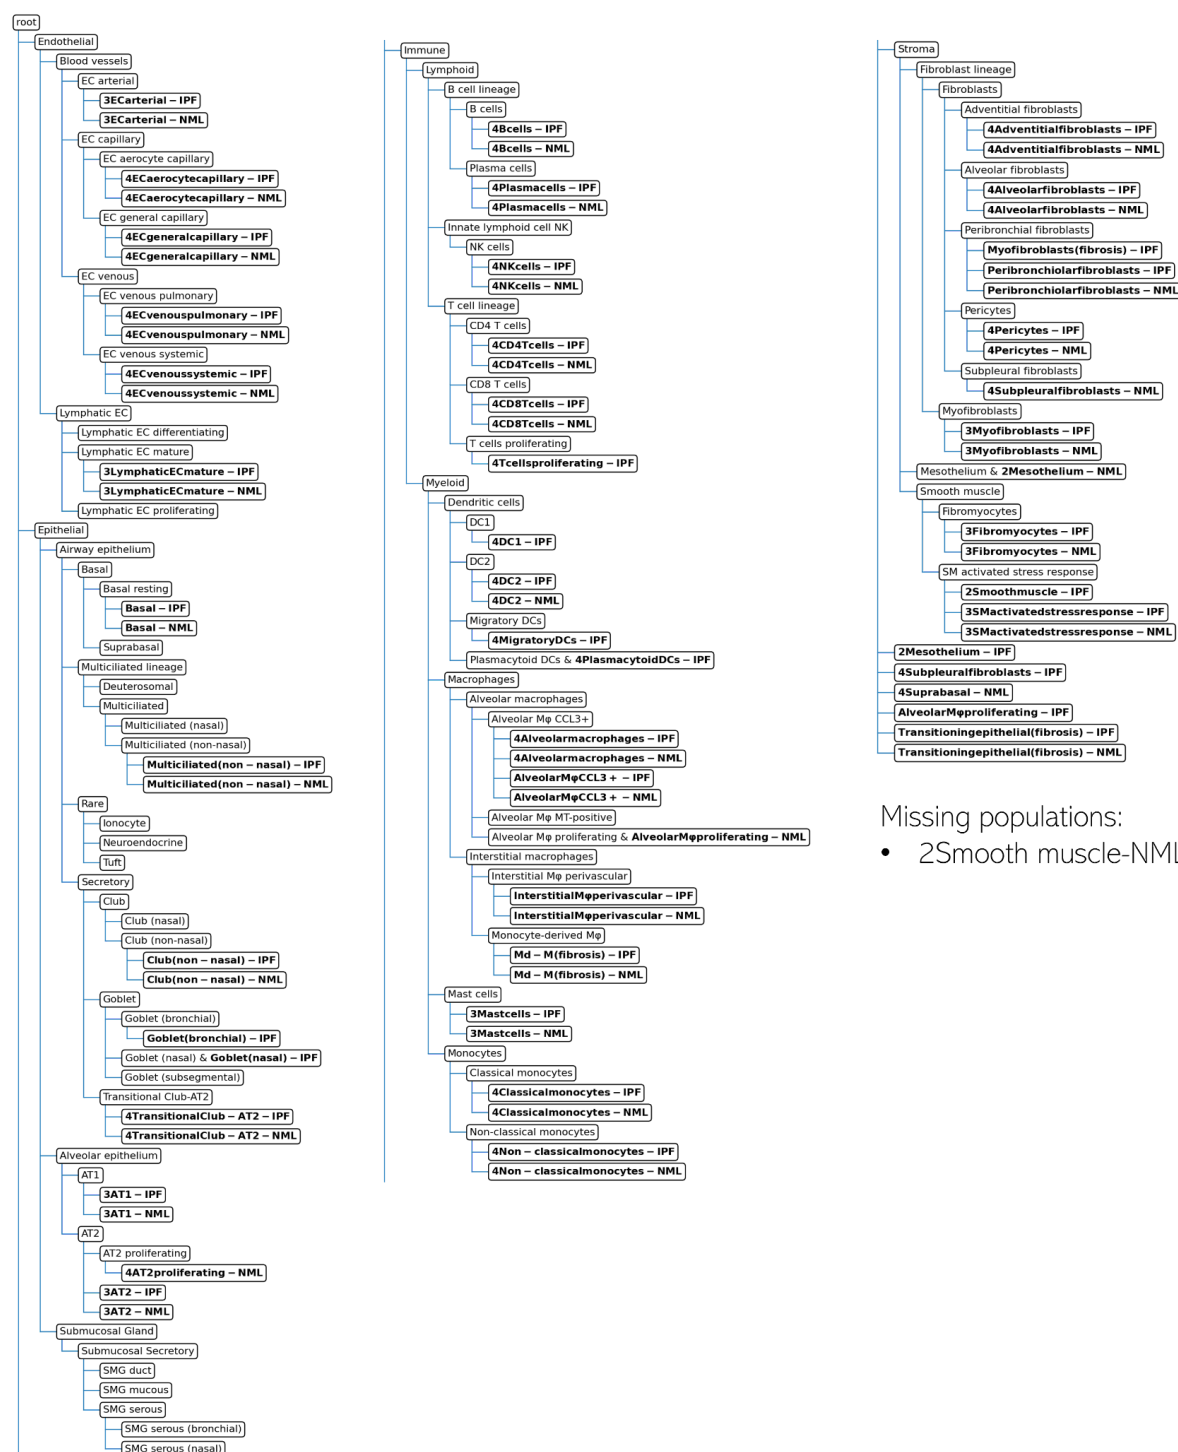 root
Endothelial
Blood vessels
EC arterial
3ECarterial – IPF
3ECarterial – NML
EC capillary
EC aerocyte capillary
4ECaerocytecapillary – IPF
4ECaerocytecapillary – NML
EC general capillary
4ECgeneralcapillary – IPF
4ECgeneralcapillary – NML
EC venous
EC venous pulmonary
4ECvenouspulmonary – IPF
4ECvenouspulmonary – NML
EC venous systemic
4ECvenoussystemic – IPF
4ECvenoussystemic – NML
Lymphatic EC
Lymphatic EC differentiating
Lymphatic EC mature
3LymphaticECmature – IPF
3LymphaticECmature – NML
Lymphatic EC proliferating
Epithelial
Airway epithelium
Basal
Basal resting
Basal – IPF
Basal – NML
Suprabasal
Multiciliated lineage
Deuterosomal
Multiciliated
Multiciliated (nasal)
Multiciliated (non-nasal)
Multiciliated(non – nasal) – IPF
Multiciliated(non – nasal) – NML
Rare
Ionocyte
Neuroendocrine
Tuft
Secretory
Club
Club (nasal)
Club (non-nasal)
Club(non – nasal) – IPF
Club(non – nasal) – NML
Goblet
Goblet (bronchial)
Goblet(bronchial) – IPF
Goblet (nasal) & Goblet(nasal) – IPF
Goblet (subsegmental)
Transitional Club-AT2
4TransitionalClub – AT2 – IPF
4TransitionalClub – AT2 – NML
Alveolar epithelium
AT1
3AT1 – IPF
3AT1 – NML
AT2
AT2 proliferating
4AT2proliferating – NML
3AT2 – IPF
3AT2 – NML
Submucosal Gland
Submucosal Secretory
SMG duct
SMG mucous
SMG serous
SMG serous (bronchial)
SMG serous (nasal)
Immune
Lymphoid
B cell lineage
B cells
4Bcells – IPF
4Bcells – NML
Plasma cells
4Plasmacells – IPF
4Plasmacells – NML
Innate lymphoid cell NK
NK cells
4NKcells – IPF
4NKcells – NML
T cell lineage
CD4 T cells
4CD4Tcells – IPF
4CD4Tcells – NML
CD8 T cells
4CD8Tcells – IPF
4CD8Tcells – NML
T cells proliferating
4Tcellsproliferating – IPF
Myeloid
Dendritic cells
DC1
4DC1 – IPF
DC2
4DC2 – IPF
4DC2 – NML
Migratory DCs
4MigratoryDCs – IPF
Plasmacytoid DCs & 4PlasmacytoidDCs – IPF
Macrophages
Alveolar macrophages
Alveolar Mφ CCL3+
4Alveolarmacrophages – IPF
4Alveolarmacrophages – NML
AlveolarMφCCL3 + – IPF
AlveolarMφCCL3 + – NML
Alveolar Mφ MT-positive
Alveolar Mφ proliferating & AlveolarMφproliferating – NML
Interstitial macrophages
Interstitial Mφ perivascular
InterstitialMφperivascular – IPF
InterstitialMφperivascular – NML
Monocyte-derived Mφ
Md – M(fibrosis) – IPF
Md – M(fibrosis) – NML
Mast cells
3Mastcells – IPF
3Mastcells – NML
Monocytes
Classical monocytes
4Classicalmonocytes – IPF
4Classicalmonocytes – NML
Non-classical monocytes
4Non – classicalmonocytes – IPF
4Non – classicalmonocytes – NML
Stroma
Fibroblast lineage
Fibroblasts
Adventitial fibroblasts
4Adventitialfibroblasts – IPF
4Adventitialfibroblasts – NML
Alveolar fibroblasts
4Alveolarfibroblasts – IPF
4Alveolarfibroblasts – NML
Peribronchial fibroblasts
Myofibroblasts(fibrosis) – IPF
Peribronchiolarfibroblasts – IPF
Peribronchiolarfibroblasts – NML
Pericytes
4Pericytes – IPF
4Pericytes – NML
Subpleural fibroblasts
4Subpleuralfibroblasts – NML
Myofibroblasts
3Myofibroblasts – IPF
3Myofibroblasts – NML
Mesothelium & 2Mesothelium – NML
Smooth muscle
Fibromyocytes
3Fibromyocytes – IPF
3Fibromyocytes – NML
SM activated stress response
2Smoothmuscle – IPF
3SMactivatedstressresponse – IPF
3SMactivatedstressresponse – NML
2Mesothelium – IPF
4Subpleuralfibroblasts – IPF
4Suprabasal – NML
AlveolarMφproliferating – IPF
Transitioningepithelial(fibrosis) – IPF
Transitioningepithelial(fibrosis) – NML
Missing populations:
• 2Smooth muscle-NML